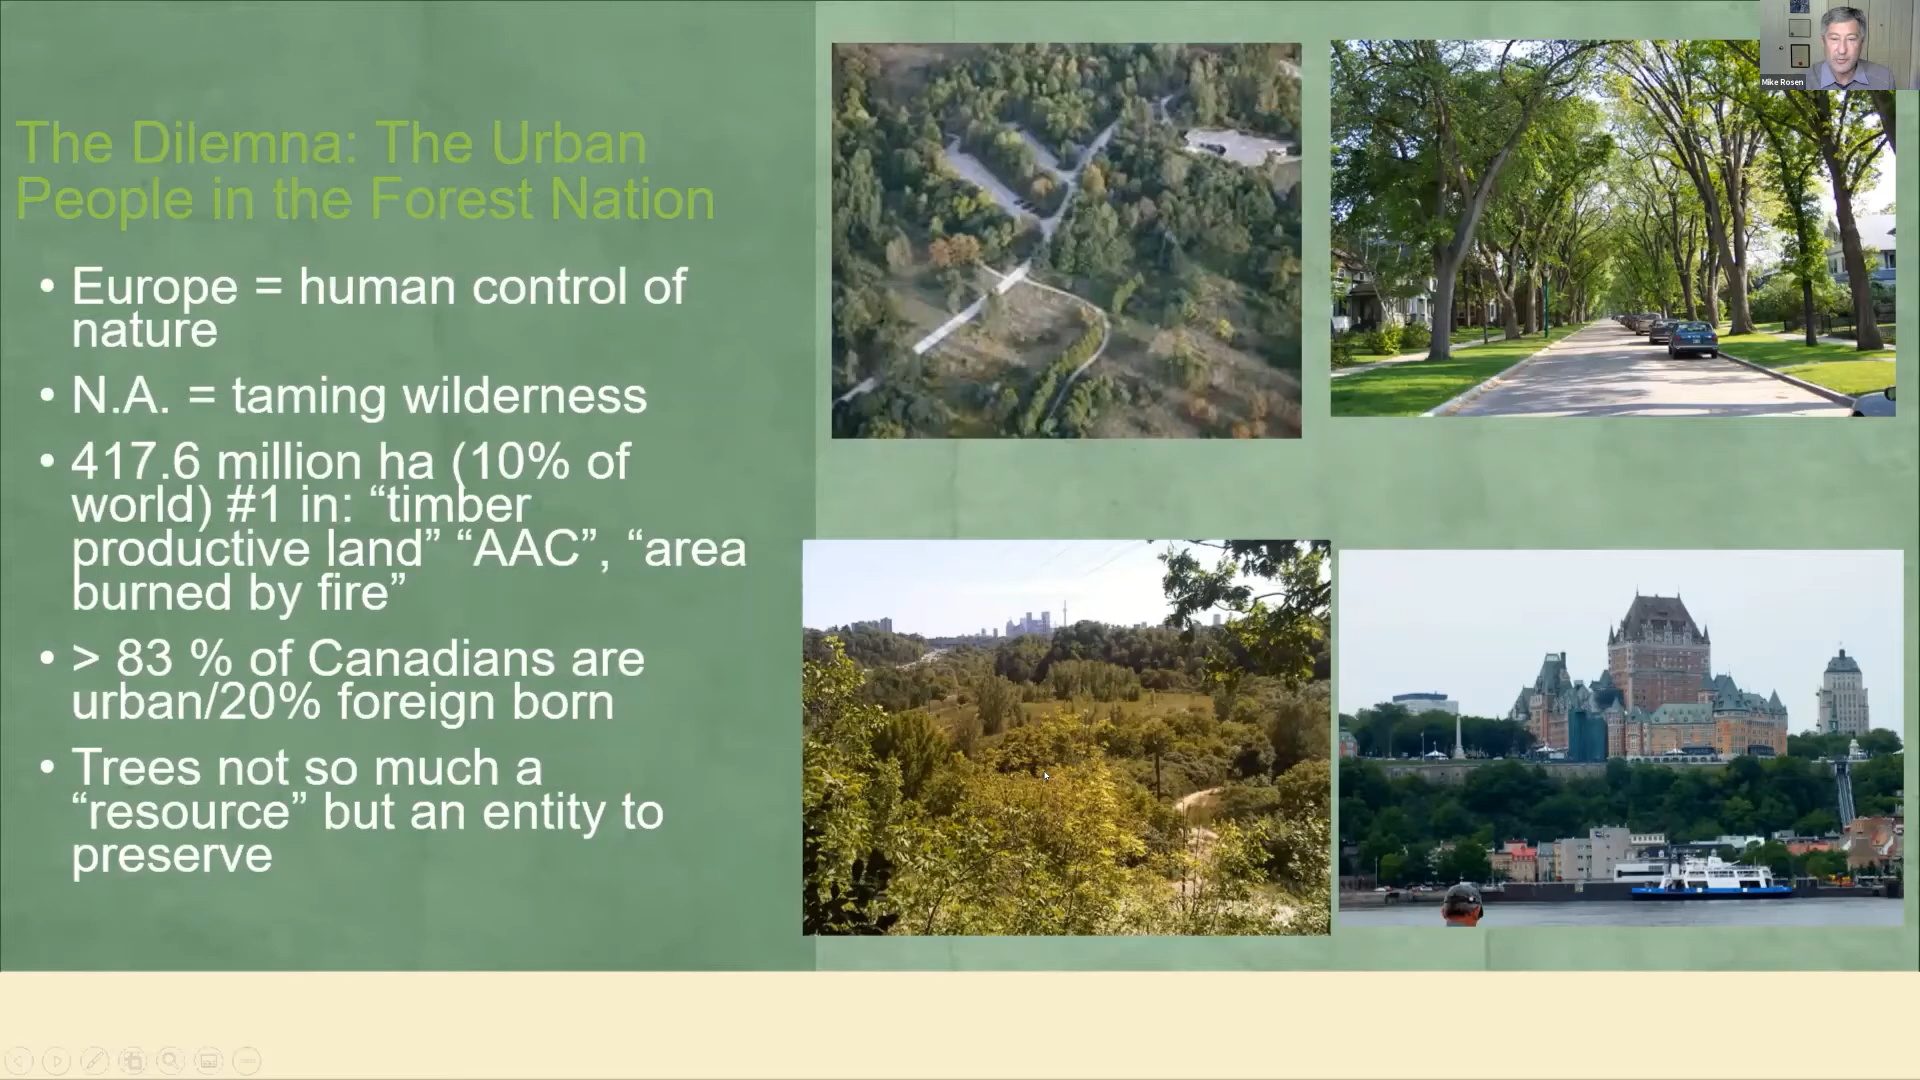 The Dilemna: The Urban
People in the Forest Nation
• Europe = human control of
nature
• N.A. = taming wilderness
• 417.6 million ha (10% of
world) #1 in: “timber
productive land” “AAC”, “area
burned by fire”
• > 83 % of Canadians are
urban/20% foreign born
• Trees not so much a
“resource” but an entity to
preserve
Mike Rosen